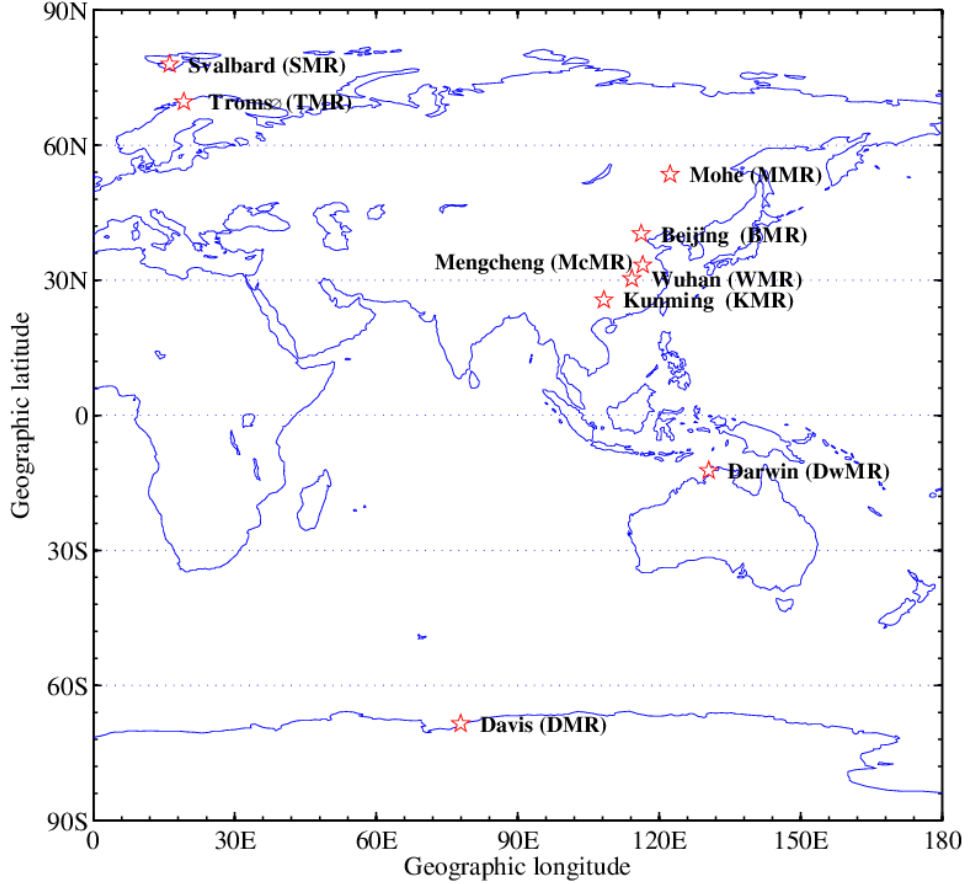 90N
Svalbard (SMR)
Tromsø (TMR)
60N
Mohe (MMR)
Beijing (BMR)
Mengcheng (McMR)
30N
Wuhan (WMR)
Kunming (KMR)
Geographic latitude
0
Darwin (DwMR)
30S
60S
Davis (DMR)
90S
0 30E 60E 90E 120E 150E 180
Geographic longitude